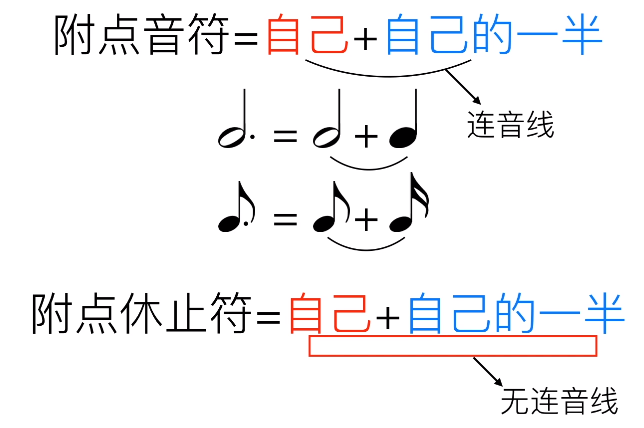 附点音符=自己+自己的一半
连音线
= +
= +
附点休止符=自己+自己的一半
无连音线